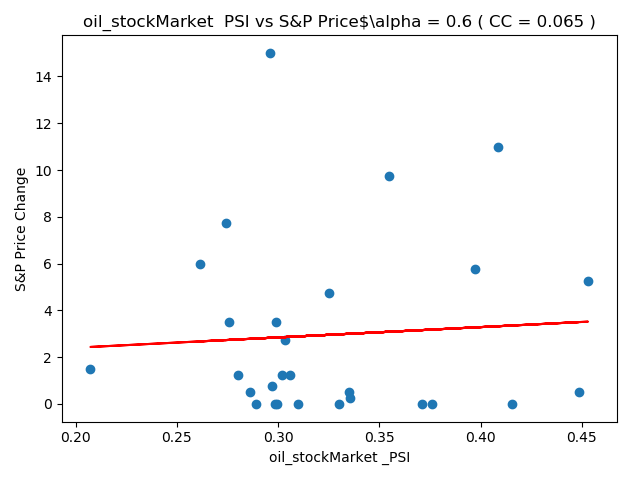 oil_stockMarket  PSI vs S&P Price$\alpha = 0.6 ( CC = 0.065 )
14
12
10
8
6
4
2
0
S&P Price Change
0.20 0.25 0.30 0.35 0.40 0.45
oil_stockMarket _PSI